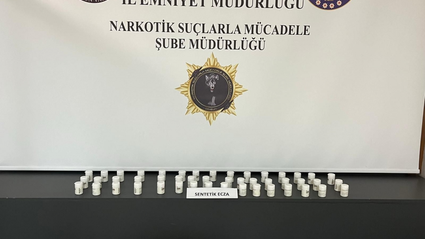 İL EMNİYET MÜDÜRLÜĞÜ
NARKOTİK SUÇLARLA MÜCADELE
ŞUBE MÜDÜRLÜĞÜ
SENTETİK ECZA